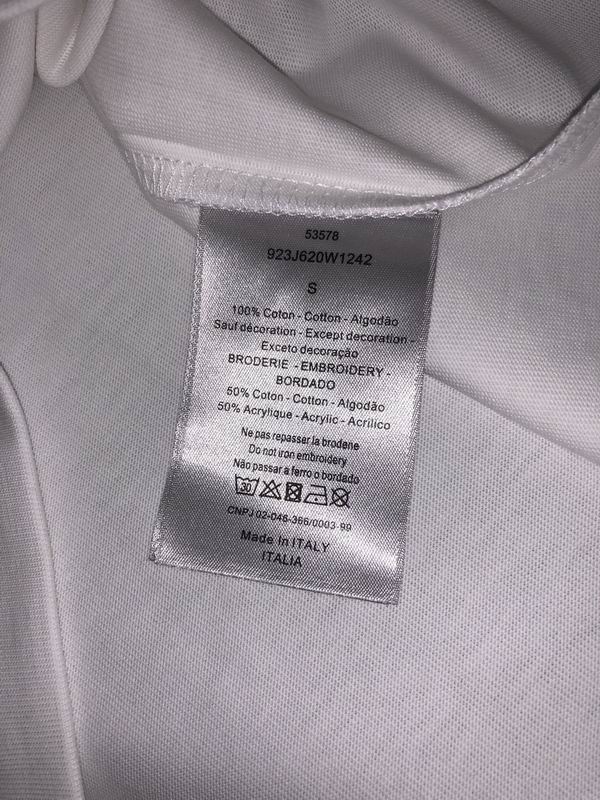 53578
923J620W1242
S
100% Coton - Cotton - Algodão
Sauf décoration - Except decoration -
Exceto decoração
BRODERIE - EMBROIDERY -
BORDADO
50% Coton - Cotton - Algodão
50% Acrylique - Acrylic - Acrílico
Ne pas repasser la broderie
Do not iron embroidery
Não passar a ferro o bordado
30
CNPJ 02-046-366/0003-99
Made In ITALY
ITALIA